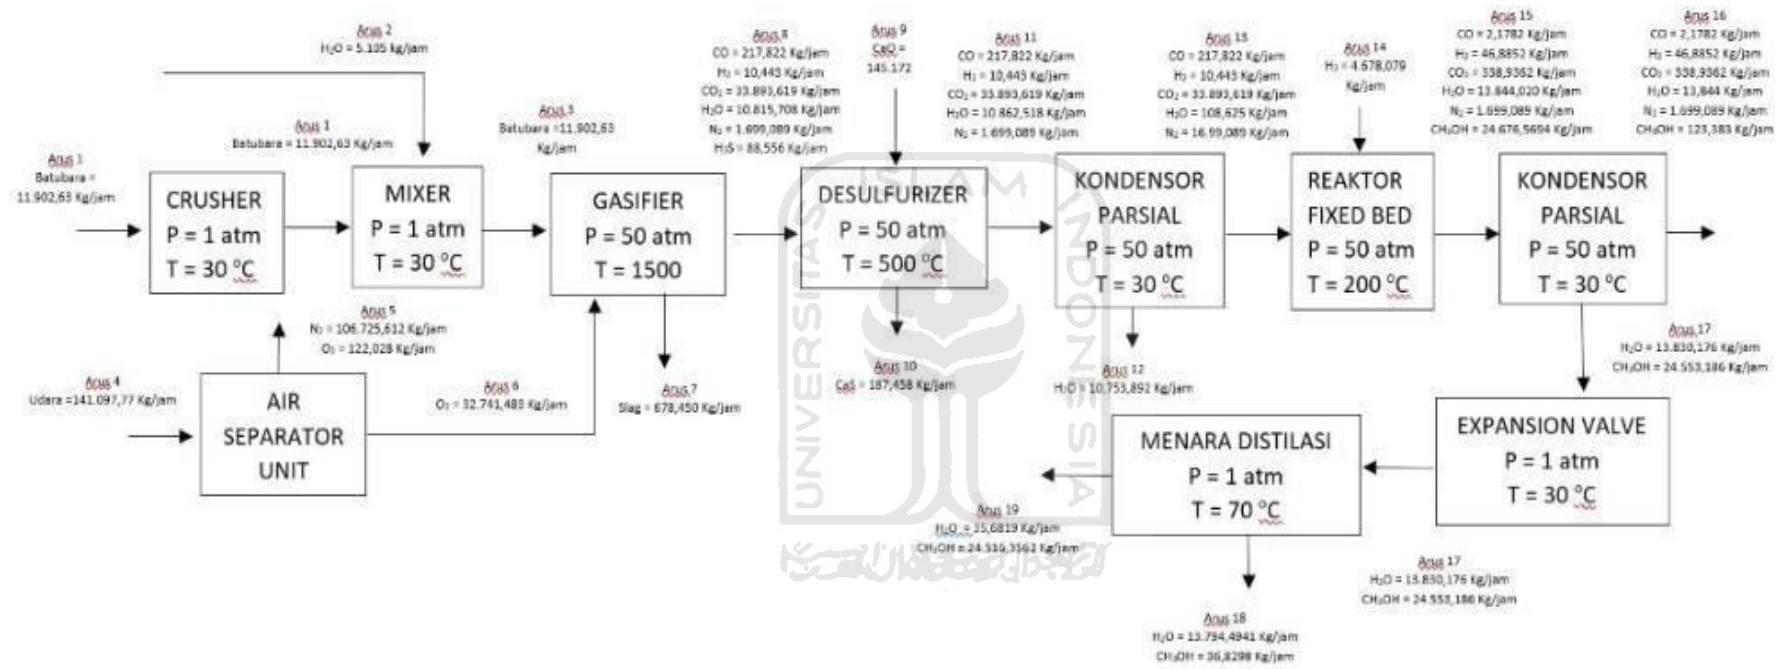 Arus 2
H₂O = 5.105 kg/jam
Arus 1
Batubara =
11.902,63 Kg/jam
Arus 1
Batubara = 11.902,63 Kg/jam
Arus 3
Batubara =11.902,63
Kg/jam
Arus 8
CO = 217,822 Kg/jam
H₂ = 10,443 Kg/jam
CO₂ = 33.893,619 Kg/jam
H₂O = 10.815,708 Kg/jam
N₂ = 1.699,089 Kg/jam
H₂S = 88,556 Kg/jam
Arus 9
CaO =
145.172
Arus 11
CO = 217,822 Kg/jam
H₂ = 10,443 Kg/jam
CO₂ = 33.893,619 Kg/jam
H₂O = 10.862,518 Kg/jam
N₂ = 1.699,089 Kg/jam
Arus 13
CO = 217,822 Kg/jam
H₂ = 10,443 Kg/jam
CO₂ = 33.893,619 Kg/jam
H₂O = 108,625 Kg/jam
N₂ = 16.99,089 Kg/jam
Arus 14
H₂ = 4.678,079
Kg/jam
Arus 15
CO = 2,1782 Kg/jam
H₂ = 46,8852 Kg/jam
CO₂ = 338,9362 Kg/jam
H₂O = 13.844,020 Kg/jam
N₂ = 1.699,089 Kg/jam
CH₃OH = 24.676,5694 Kg/jam
Arus 16
CO = 2,1782 Kg/jam
H₂ = 46,8852 Kg/jam
CO₂ = 338,9362 Kg/jam
H₂O = 13,844 Kg/jam
N₂ = 1.699,089 Kg/jam
CH₃OH = 123,383 Kg/jam
CRUSHER
P = 1 atm
T = 30 °C
MIXER
P = 1 atm
T = 30 °C
GASIFIER
P = 50 atm
T = 1500
DESULFURIZER
P = 50 atm
T = 500 °C
KONDENSOR
PARSIAL
P = 50 atm
T = 30 °C
REAKTOR
FIXED BED
P = 50 atm
T = 200 °C
KONDENSOR
PARSIAL
P = 50 atm
T = 30 °C
Arus 5
N₂ = 106.725,612 Kg/jam
O₂ = 122,028 Kg/jam
Arus 4
Udara =141.097,77 Kg/jam
AIR
SEPARATOR
UNIT
Arus 6
O₂ = 32.741,483 Kg/jam
Arus 7
Slag = 678,450 Kg/jam
Arus 10
CaS = 187,458 Kg/jam
Arus 12
H₂O = 10.753,892 Kg/jam
Arus 17
H₂O = 13.830,176 Kg/jam
CH₃OH = 24.553,186 Kg/jam
EXPANSION VALVE
P = 1 atm
T = 30 °C
MENARA DISTILASI
P = 1 atm
T = 70 °C
Arus 19
H₂O = 35,6819 Kg/jam
CH₃OH = 24.516,3562 Kg/jam
Arus 17
H₂O = 13.830,176 Kg/jam
CH₃OH = 24.553,186 Kg/jam
Arus 18
H₂O = 13.794,4941 Kg/jam
CH₃OH = 36,8298 Kg/jam
ISLAM
UNIVERSITAS
INDONESIA